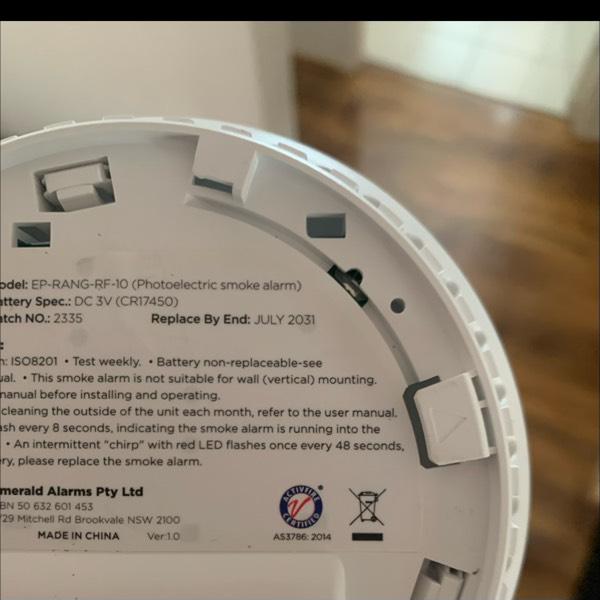 odel: EP-RANG-RF-10 (Photoelectric smoke alarm)
attery Spec.: DC 3V (CR17450)
atch NO.: 2335 Replace By End: JULY 2031
:
n: ISO8201 • Test weekly. • Battery non-replaceable-see
ual. • This smoke alarm is not suitable for wall (vertical) mounting.
manual before installing and operating.
cleaning the outside of the unit each month, refer to the user manual.
ash every 8 seconds, indicating the smoke alarm is running into the
• An intermittent "chirp" with red LED flashes once every 48 seconds,
ery, please replace the smoke alarm.
merald Alarms Pty Ltd
BN 50 632 601 453
/29 Mitchell Rd Brookvale NSW 2100
MADE IN CHINA Ver:1.0
ACTIVFIRE
CERTIFIED
AS3786: 2014